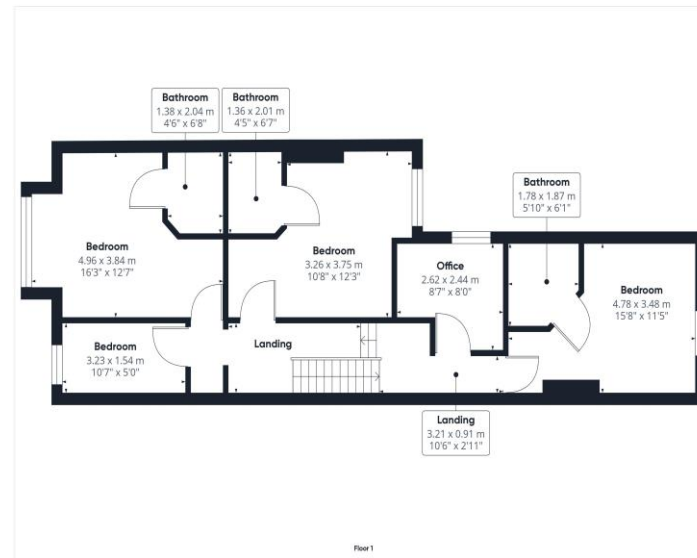 Bathroom
1.38 x 2.04 m
4'6" x 6'8"
Bathroom
1.36 x 2.01 m
4'5" x 6'7"
Bathroom
1.78 x 1.87 m
5'10" x 6'1"
Bedroom
4.96 x 3.84 m
16'3" x 12'7"
Bedroom
3.26 x 3.75 m
10'8" x 12'3"
Office
2.62 x 2.44 m
8'7" x 8'0"
Bedroom
4.78 x 3.48 m
15'8" x 11'5"
Bedroom
3.23 x 1.54 m
10'7" x 5'0"
Landing
Landing
3.21 x 0.91 m
10'6" x 2'11"
Floor 1